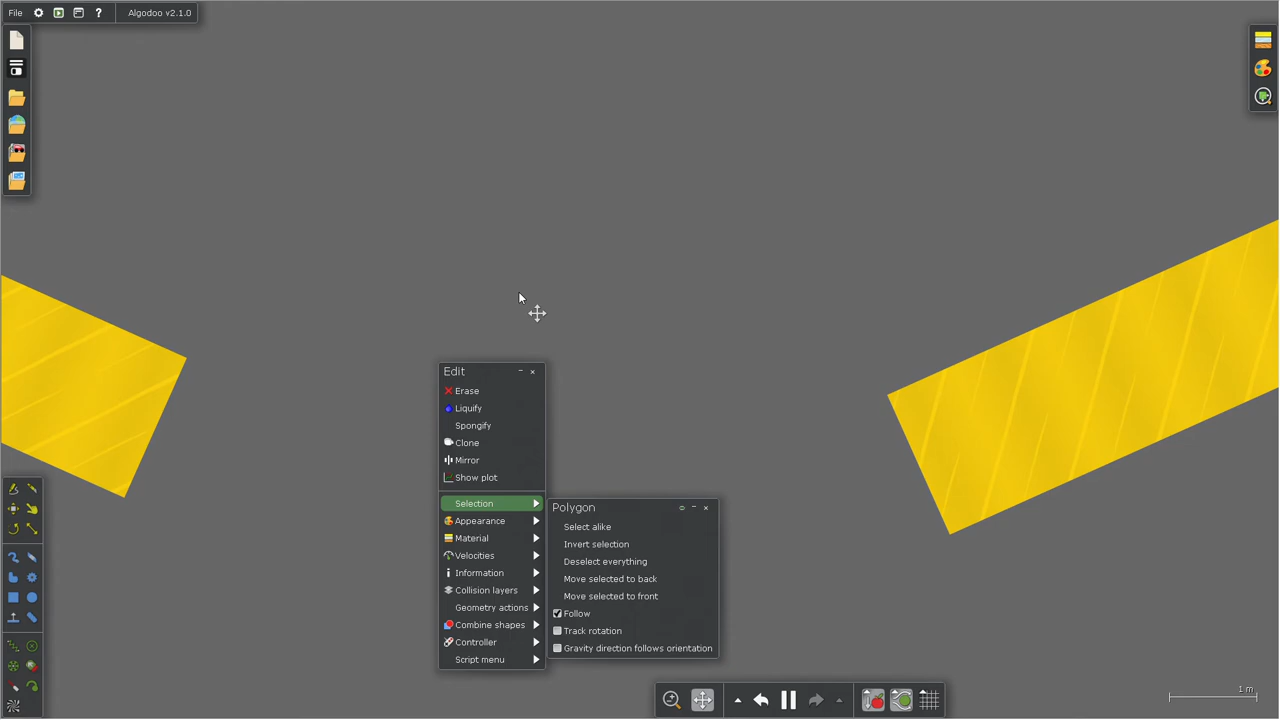 File
?
Algodoo v2.1.0
Edit
Erase
Liquify
Spongify
Clone
Mirror
Show plot
Selection
Appearance
Material
Velocities
Information
Collision layers
Geometry actions
Combine shapes
Controller
Script menu
Polygon
Select alike
Invert selection
Deselect everything
Move selected to back
Move selected to front
Follow
Track rotation
Gravity direction follows orientation
1 m